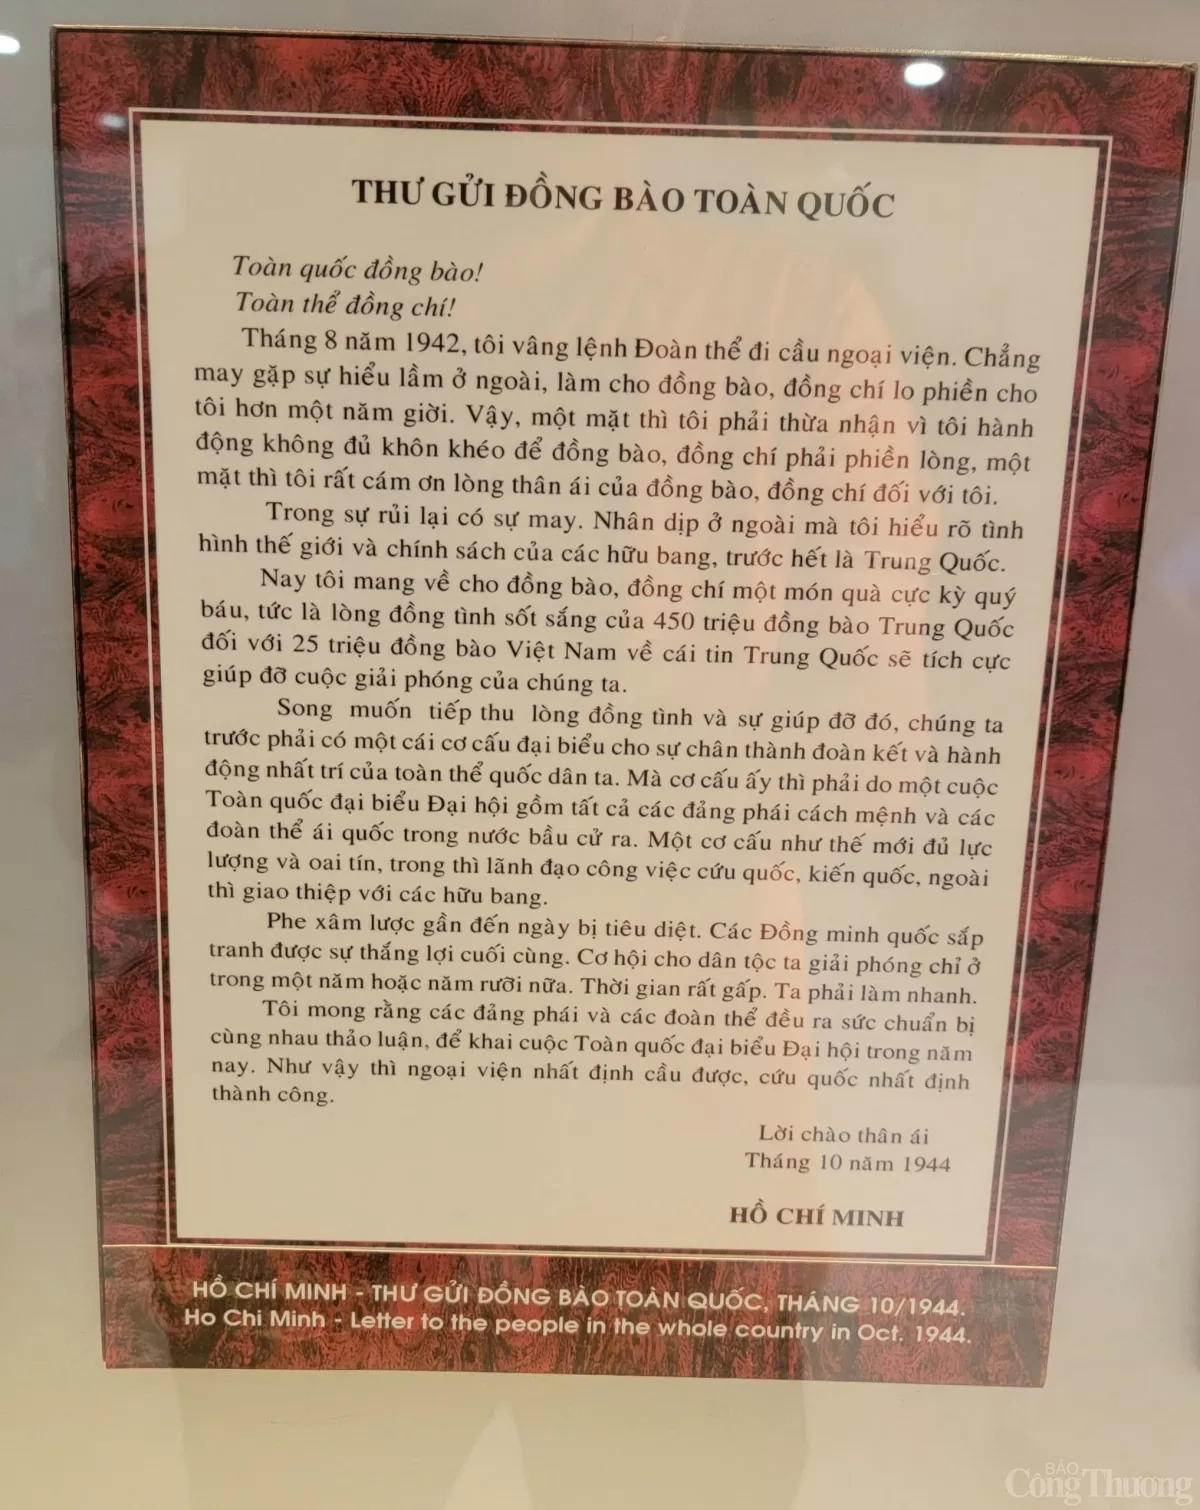 THƯ GỬI ĐỒNG BÀO TOÀN QUỐC
Toàn quốc đồng bào!
Toàn thể đồng chí!
Tháng 8 năm 1942, tôi vâng lệnh Đoàn thể đi cầu ngoại viện. Chẳng
may gặp sự hiểu lầm ở ngoài, làm cho đồng bào, đồng chí lo phiền cho
tôi hơn một năm giời. Vậy, một mặt thì tôi phải thừa nhận vì tôi hành
động không đủ khôn khéo để đồng bào, đồng chí phải phiền lòng, một
mặt thì tôi rất cám ơn lòng thân ái của đồng bào, đồng chí đối với tôi.
Trong sự rủi lại có sự may. Nhân dịp ở ngoài mà tôi hiểu rõ tình
hình thế giới và chính sách của các hữu bang, trước hết là Trung Quốc.
Nay tôi mang về cho đồng bào, đồng chí một món quà cực kỳ quý
báu, tức là lòng đồng tình sốt sắng của 450 triệu đồng bào Trung Quốc
đối với 25 triệu đồng bào Việt Nam về cái tin Trung Quốc sẽ tích cực
giúp đỡ cuộc giải phóng của chúng ta.
Song muốn tiếp thu lòng đồng tình và sự giúp đỡ đó, chúng ta
trước phải có một cái cơ cấu đại biểu cho sự chân thành đoàn kết và hành
động nhất trí của toàn thể quốc dân ta. Mà cơ cấu ấy thì phải do một cuộc
Toàn quốc đại biểu Đại hội gồm tất cả các đảng phái cách mệnh và các
đoàn thể ái quốc trong nước bầu cử ra. Một cơ cấu như thế mới đủ lực
lượng và oai tín, trong thì lãnh đạo công việc cứu quốc, kiến quốc, ngoài
thì giao thiệp với các hữu bang.
Phe xâm lược gần đến ngày bị tiêu diệt. Các Đồng minh quốc sắp
tranh được sự thắng lợi cuối cùng. Cơ hội cho dân tộc ta giải phóng chỉ ở
trong một năm hoặc năm rưỡi nữa. Thời gian rất gấp. Ta phải làm nhanh.
Tôi mong rằng các đảng phái và các đoàn thể đều ra sức chuẩn bị
cùng nhau thảo luận, để khai cuộc Toàn quốc đại biểu Đại hội trong năm
nay. Như vậy thì ngoại viện nhất định cầu được, cứu quốc nhất định
thành công.
Lời chào thân ái
Tháng 10 năm 1944
HỒ CHÍ MINH
HỒ CHÍ MINH - THƯ GỬI ĐỒNG BÀO TOÀN QUỐC, THÁNG 10/1944.
Ho Chi Minh - Letter to the people in the whole country in Oct. 1944.
BÁO
Công Thương